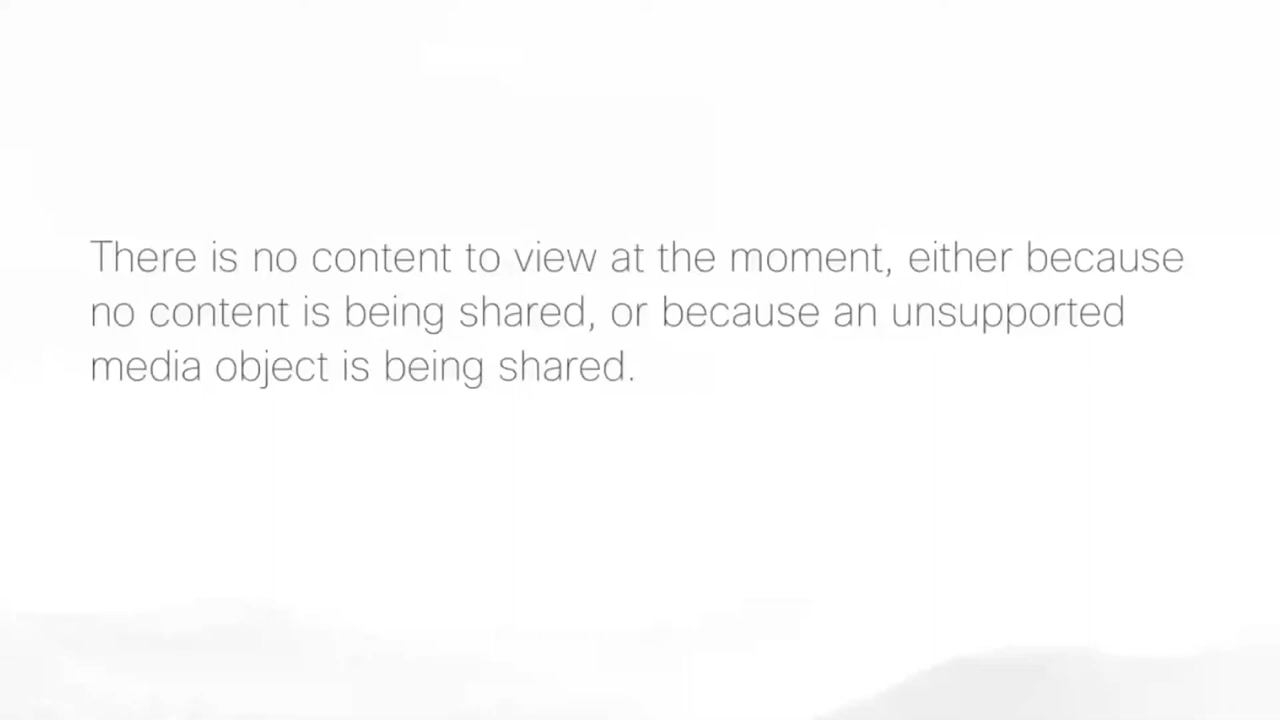 There is no content to view at the moment, either because
no content is being shared, or because an unsupported
media object is being shared.